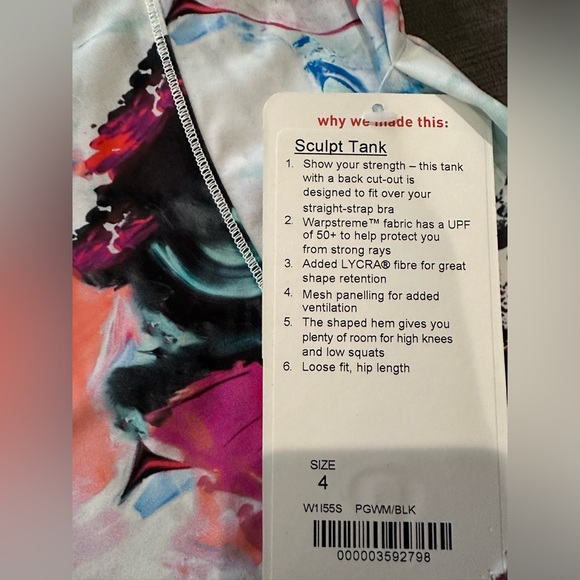 why we made this:
Sculpt Tank
1. Show your strength – this tank
with a back cut-out is
designed to fit over your
straight-strap bra
2. Warpstreme™ fabric has a UPF
of 50+ to help protect you
from strong rays
3. Added LYCRA® fibre for great
shape retention
4. Mesh panelling for added
ventilation
5. The shaped hem gives you
plenty of room for high knees
and low squats
6. Loose fit, hip length
SIZE
4
W1I55S PGWM/BLK
000003592798